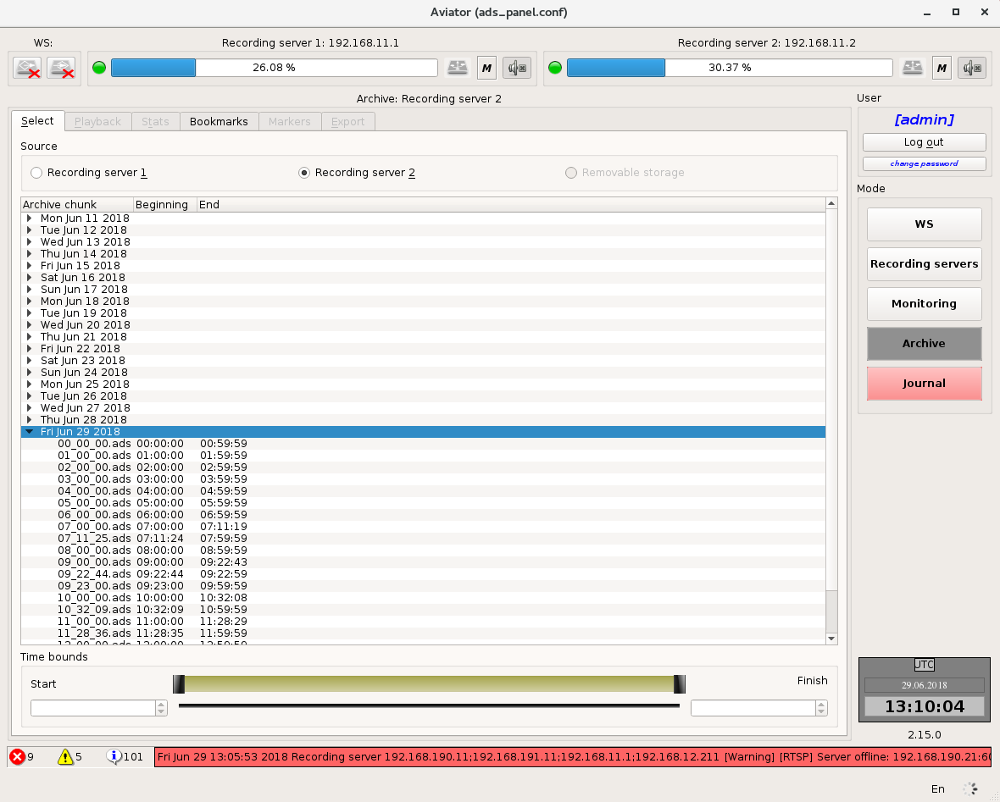 Aviator (ads_panel.conf)
WS:
Recording server 1: 192.168.11.1
Recording server 2: 192.168.11.2
26.08 %
M
30.37 %
M
Archive: Recording server 2
User
Select
Playback
Stats
Bookmarks
Markers
Export
[admin]
Log out
change password
Source
Recording server 1
Recording server 2
Removable storage
Mode
WS
Recording servers
Monitoring
Archive
Journal
Archive chunk Beginning End
Mon Jun 11 2018
Tue Jun 12 2018
Wed Jun 13 2018
Thu Jun 14 2018
Fri Jun 15 2018
Sat Jun 16 2018
Sun Jun 17 2018
Mon Jun 18 2018
Tue Jun 19 2018
Wed Jun 20 2018
Thu Jun 21 2018
Fri Jun 22 2018
Sat Jun 23 2018
Sun Jun 24 2018
Mon Jun 25 2018
Tue Jun 26 2018
Wed Jun 27 2018
Thu Jun 28 2018
Fri Jun 29 2018
00_00_00.ads 00:00:00 00:59:59
01_00_00.ads 01:00:00 01:59:59
02_00_00.ads 02:00:00 02:59:59
03_00_00.ads 03:00:00 03:59:59
04_00_00.ads 04:00:00 04:59:59
05_00_00.ads 05:00:00 05:59:59
06_00_00.ads 06:00:00 06:59:59
07_00_00.ads 07:00:00 07:11:19
07_11_25.ads 07:11:24 07:59:59
08_00_00.ads 08:00:00 08:59:59
09_00_00.ads 09:00:00 09:22:43
09_22_44.ads 09:22:44 09:22:59
09_23_00.ads 09:23:00 09:59:59
10_00_00.ads 10:00:00 10:32:08
10_32_09.ads 10:32:09 10:59:59
11_00_00.ads 11:00:00 11:28:29
11_28_36.ads 11:28:35 11:59:59
Time bounds
Start
Finish
UTC
29.06.2018
13:10:04
2.15.0
9
5
101
Fri Jun 29 13:05:53 2018 Recording server 192.168.190.11;192.168.191.11;192.168.11.1;192.168.12.211 [Warning] [RTSP] Server offline: 192.168.190.21:60
En